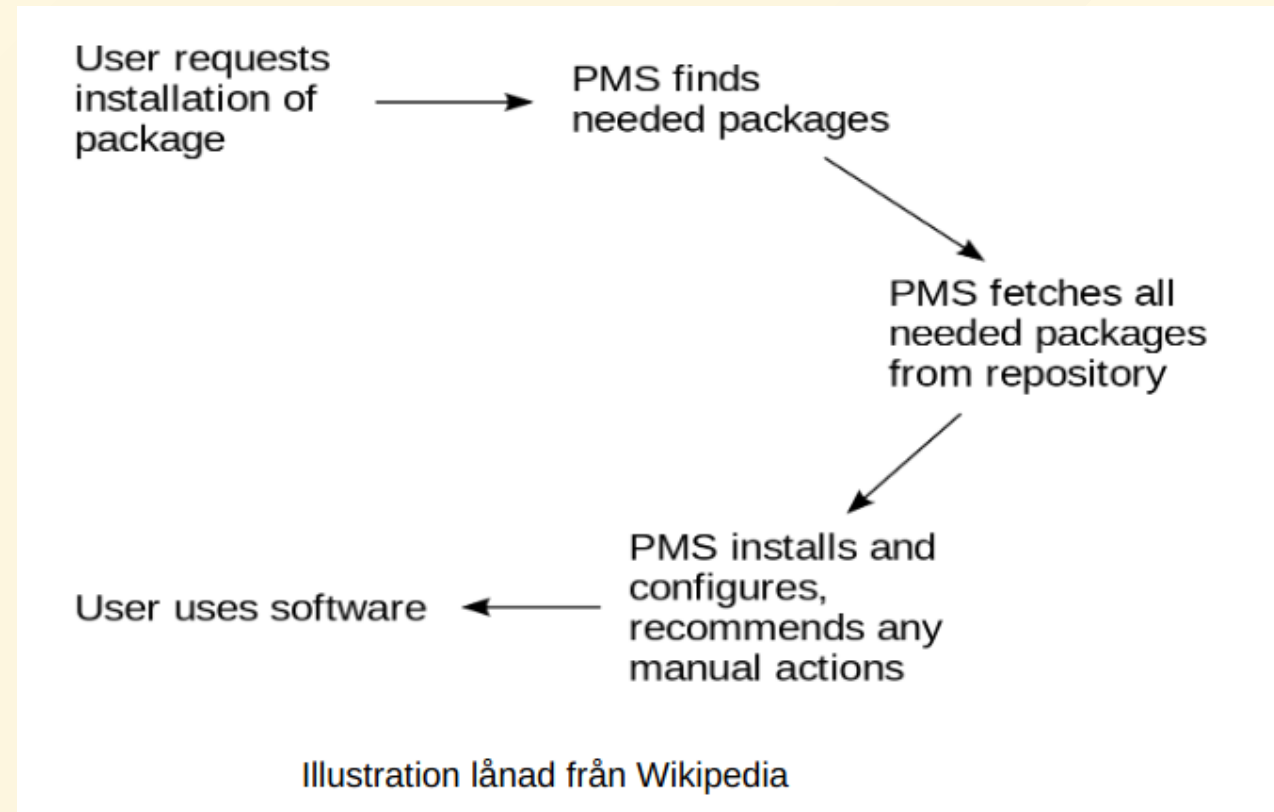 User requests
installation of
package
PMS finds
needed packages
PMS fetches all
needed packages
from repository
PMS installs and
configures,
recommends any
manual actions
User uses software
Illustration lånad från Wikipedia